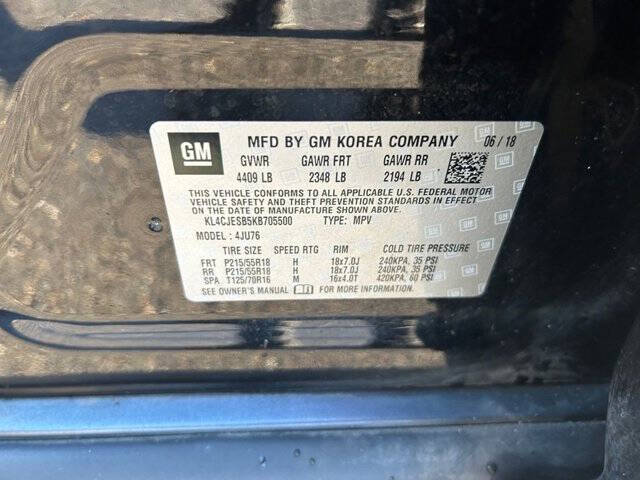 GM MFD BY GM KOREA COMPANY 06/18
GVWR GAWR FRT GAWR RR
4409 LB 2348 LB 2194 LB
THIS VEHICLE CONFORMS TO ALL APPLICABLE U.S. FEDERAL MOTOR
VEHICLE SAFETY, BUMPER, AND THEFT PREVENTION STANDARDS IN EFFECT
ON THE DATE OF MANUFACTURE SHOWN ABOVE.
KL4CJESB5KB705500 TYPE: MPV
MODEL: 4JU76
TIRE SIZE SPEED RTG RIM COLD TIRE PRESSURE
FRT P215/55R18 H 18x7.0J 240KPA, 35 PSI
RR P215/55R18 H 18x7.0J 240KPA, 35 PSI
SPA T125/70R16 M 16x4.0T 420KPA, 60 PSI
SEE OWNER'S MANUAL FOR MORE INFORMATION.